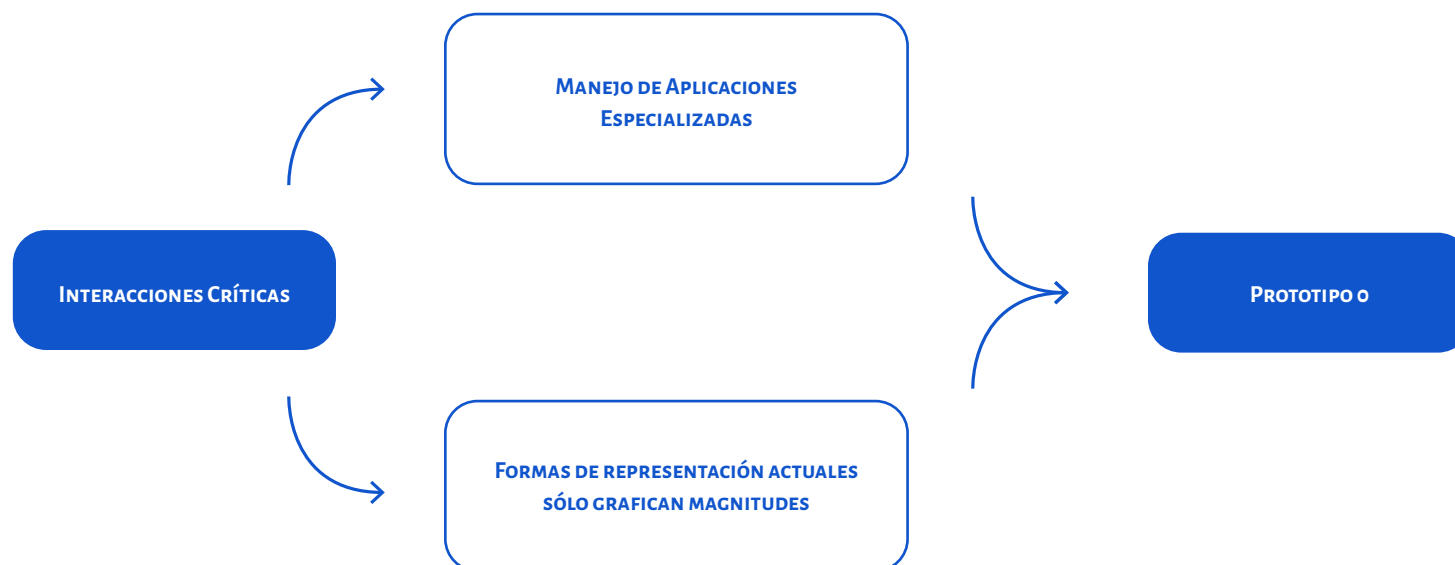 Manejo de Aplicaciones
Especializadas
Interacciones Críticas
Prototipo 0
Formas de representación actuales
sólo grafican magnitudes